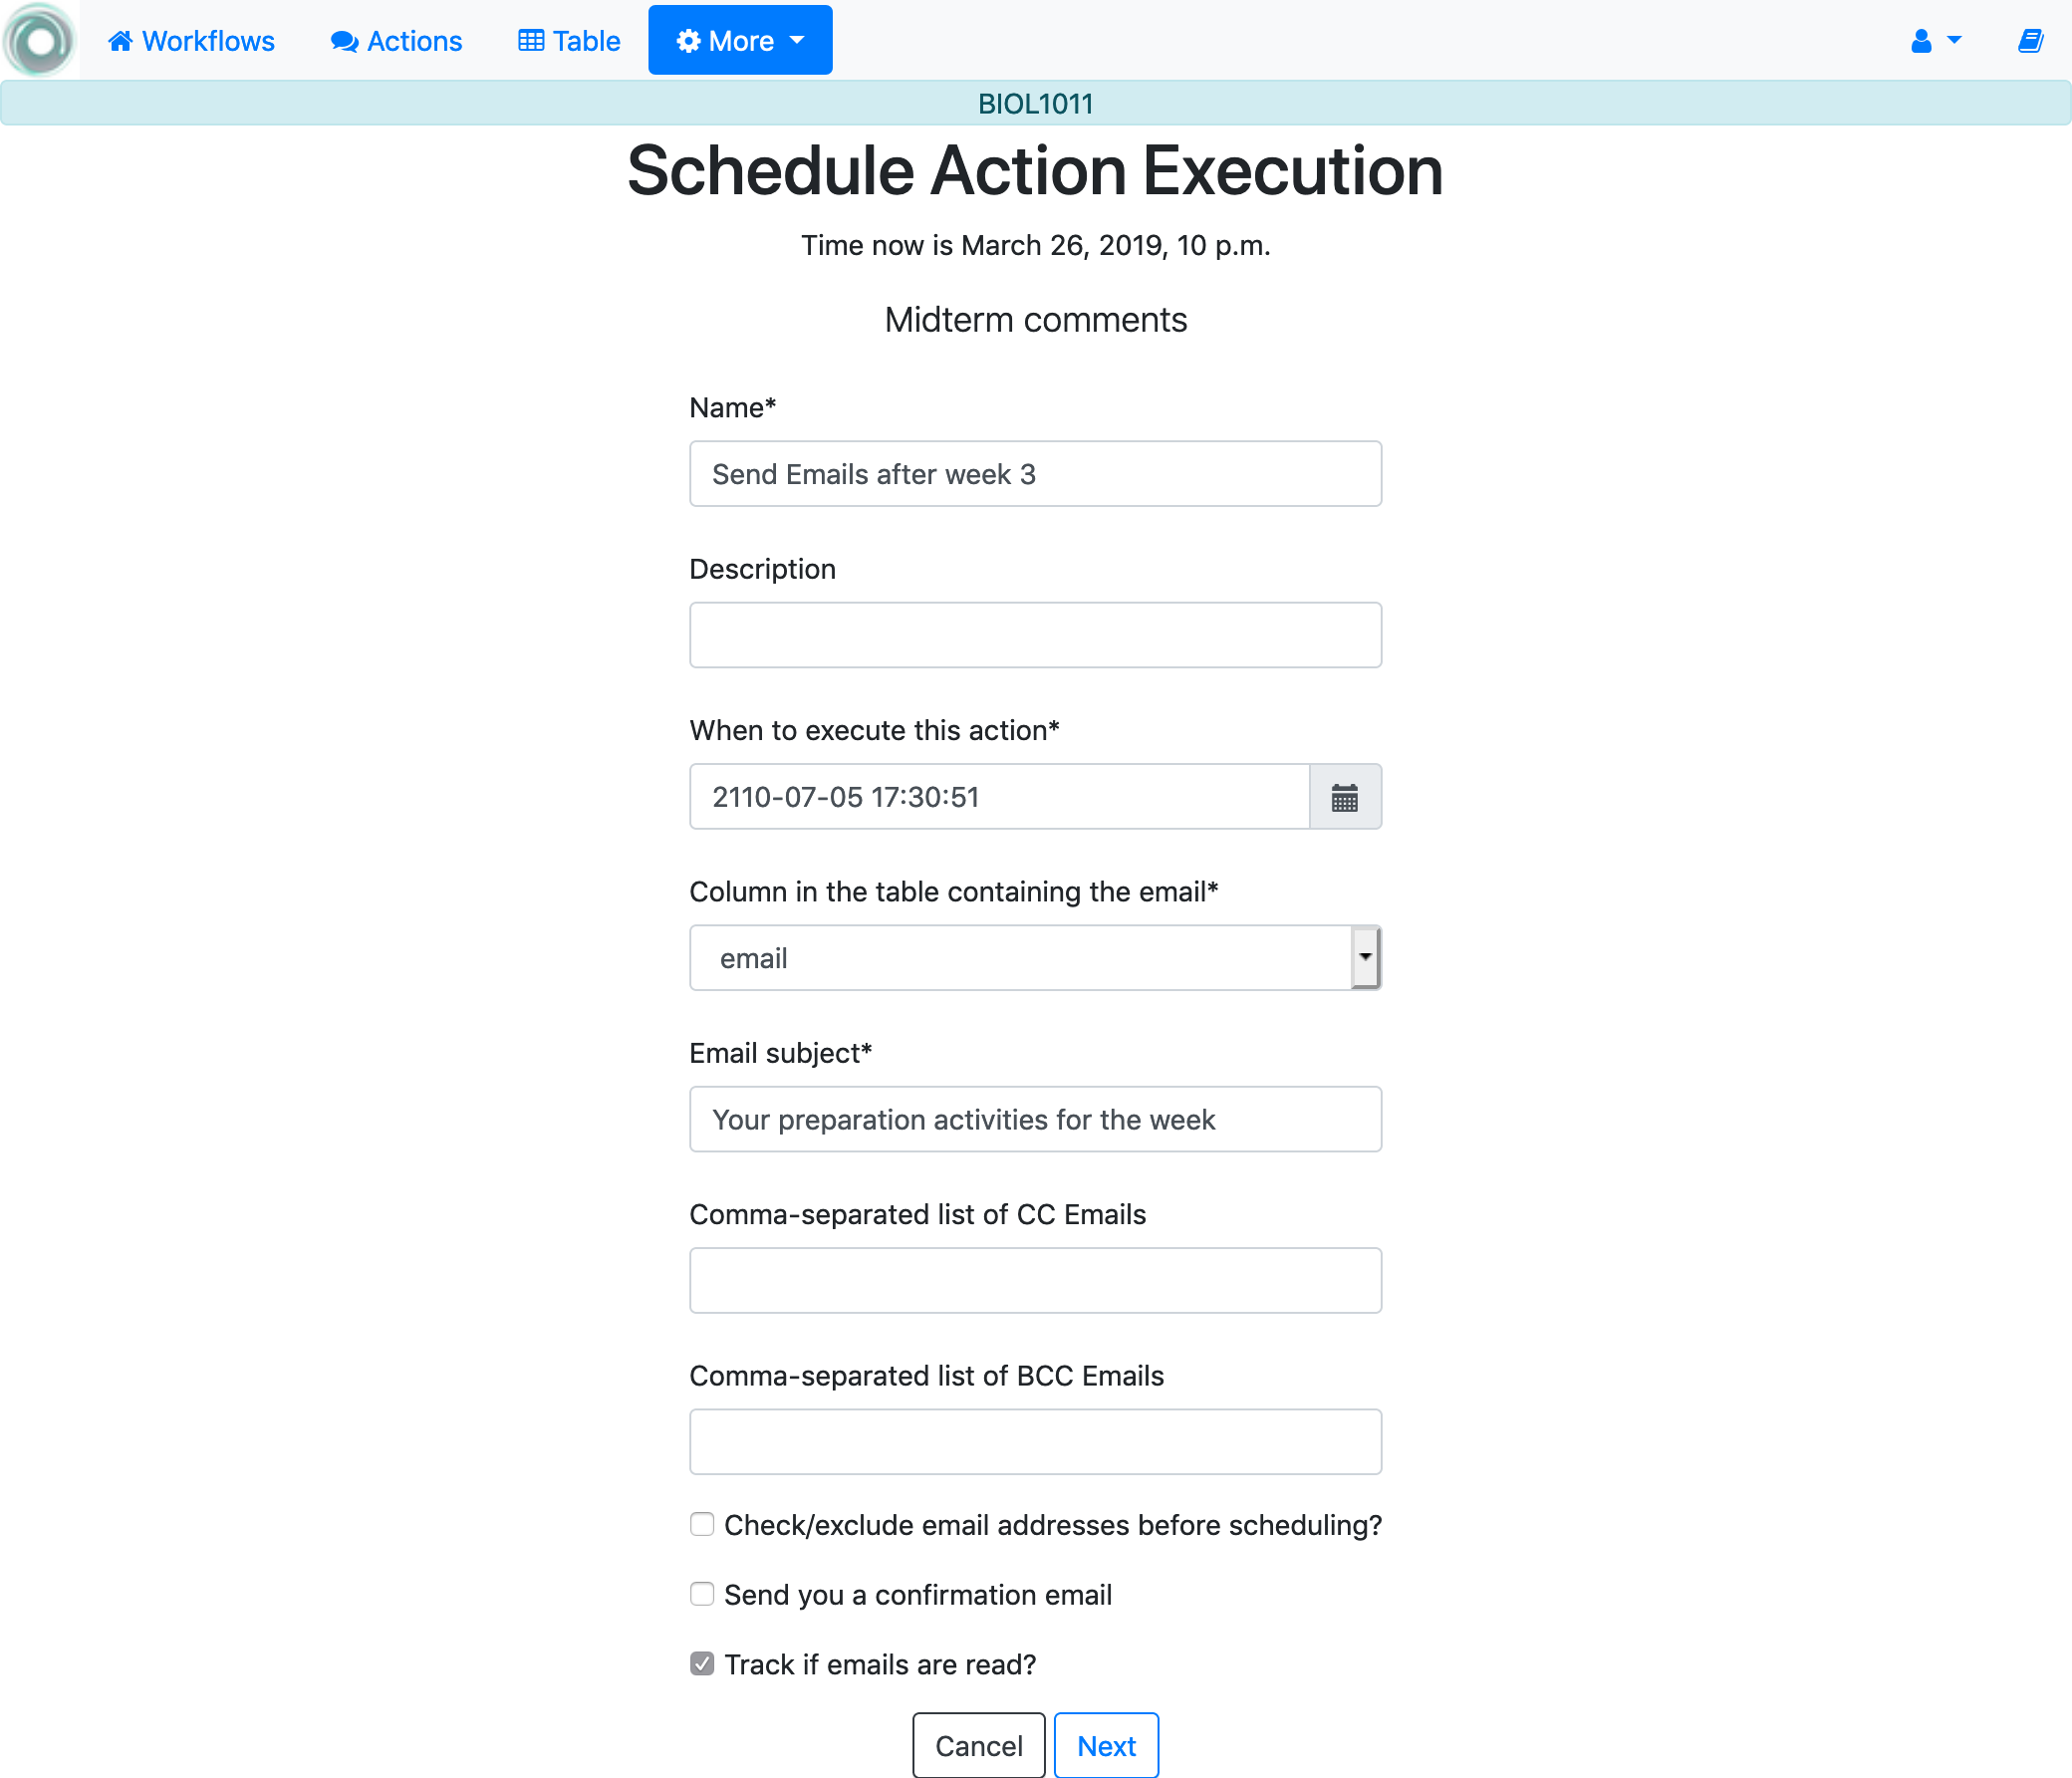 Workflows Actions Table More
BIOL1011
Schedule Action Execution
Time now is March 26, 2019, 10 p.m.
Midterm comments
Name*
Send Emails after week 3
Description
When to execute this action*
2110-07-05 17:30:51
Column in the table containing the email*
email
Email subject*
Your preparation activities for the week
Comma-separated list of CC Emails
Comma-separated list of BCC Emails
Check/exclude email addresses before scheduling?
Send you a confirmation email
Track if emails are read?
Cancel Next